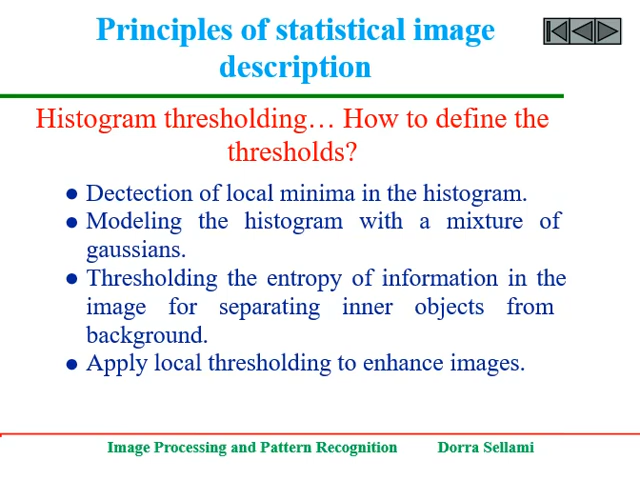 Principles of statistical image
description
Histogram thresholding… How to define the
thresholds?
● Dectection of local minima in the histogram.
● Modeling the histogram with a mixture of
gaussians.
● Thresholding the entropy of information in the
image for separating inner objects from
background.
● Apply local thresholding to enhance images.
Image Processing and Pattern Recognition Dorra Sellami